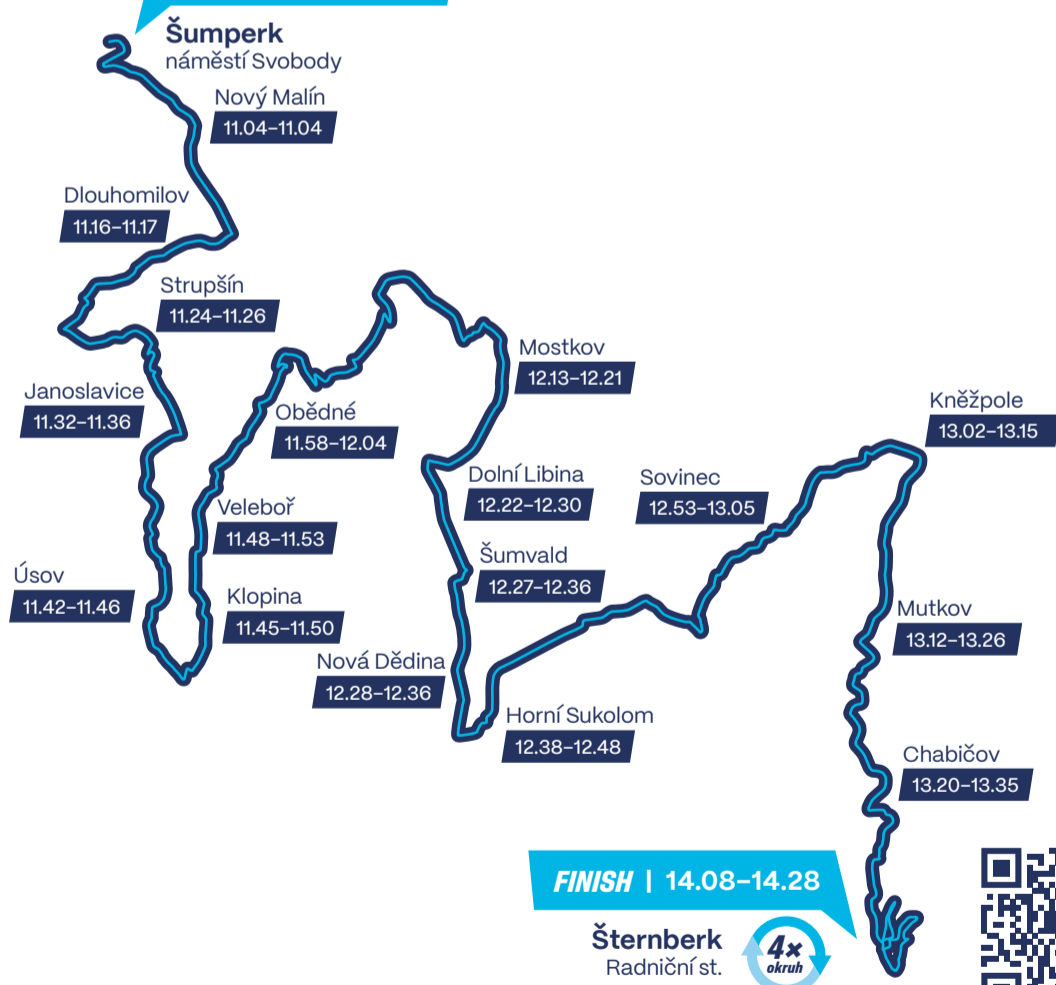 Šumperk
náměstí Svobody
Nový Malín
11.04–11.04
Dlouhomilov
11.16–11.17
Strupšín
11.24–11.26
Janoslavice
11.32–11.36
Úsov
11.42–11.46
Klopina
11.45–11.50
Veleboř
11.48–11.53
Obědné
11.58–12.04
Mostkov
12.13–12.21
Dolní Libina
12.22–12.30
Šumvald
12.27–12.36
Nová Dědina
12.28–12.36
Horní Sukolom
12.38–12.48
Sovinec
12.53–13.05
Kněžpole
13.02–13.15
Mutkov
13.12–13.26
Chabičov
13.20–13.35
FINISH | 14.08–14.28
Šternberk
Radniční st.
4×
okruh